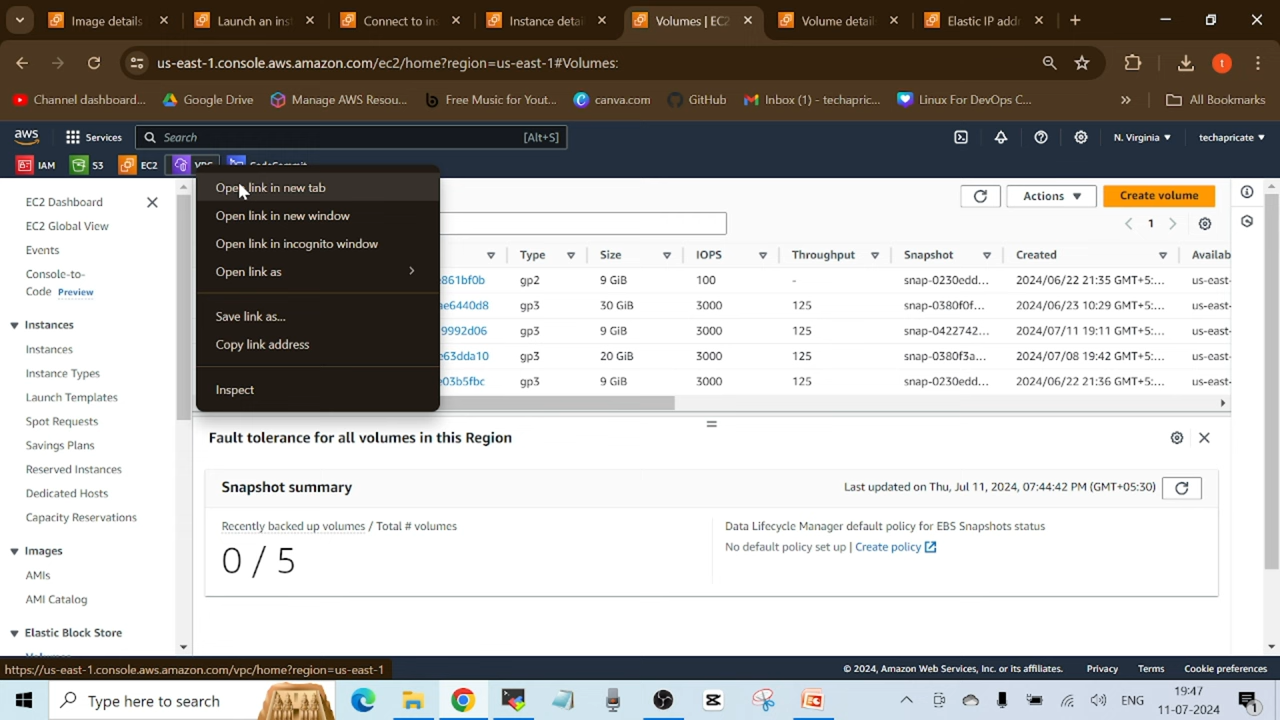 Image details
Launch an inst
Connect to ins
Instance detai
Volumes | EC2
Volume detail
Elastic IP addr
us-east-1.console.aws.amazon.com/ec2/home?region=us-east-1#Volumes:
t
Channel dashboard...
Google Drive
Manage AWS Resou...
Free Music for Yout...
canva.com
GitHub
Inbox (1) - techapric...
Linux For DevOps C...
»
All Bookmarks
aws
Services
Search
[Alt+S]
N. Virginia
techapricate
IAM
S3
EC2
VPC
CodeCommit
Open link in new tab
Open link in new window
Open link in incognito window
Open link as
Save link as...
Copy link address
Inspect
EC2 Dashboard
EC2 Global View
Events
Console-to-
Code Preview
Instances
Instances
Instance Types
Launch Templates
Spot Requests
Savings Plans
Reserved Instances
Dedicated Hosts
Capacity Reservations
Images
AMIs
AMI Catalog
Elastic Block Store
Actions
Create volume
1
Type Size IOPS Throughput Snapshot Created Availab
861bf0b gp2 9 GiB 100 - snap-0230edd... 2024/06/22 21:35 GMT+5:... us-east-
ae6440d8 gp3 30 GiB 3000 125 snap-0380f0f... 2024/06/23 10:29 GMT+5:... us-east-
9992d06 gp3 9 GiB 3000 125 snap-0422742... 2024/07/11 19:11 GMT+5:... us-east-
e63dda10 gp3 20 GiB 3000 125 snap-0380f3a... 2024/07/08 19:42 GMT+5:... us-east-
e03b5fbc gp3 9 GiB 3000 125 snap-0230edd... 2024/06/22 21:36 GMT+5:... us-east-
Fault tolerance for all volumes in this Region
Snapshot summary
Last updated on Thu, Jul 11, 2024, 07:44:42 PM (GMT+05:30)
Recently backed up volumes / Total # volumes
0 / 5
Data Lifecycle Manager default policy for EBS Snapshots status
No default policy set up | Create policy
https://us-east-1.console.aws.amazon.com/vpc/home?region=us-east-1
© 2024, Amazon Web Services, Inc. or its affiliates.
Privacy
Terms
Cookie preferences
Type here to search
ENG
19:47
11-07-2024
1